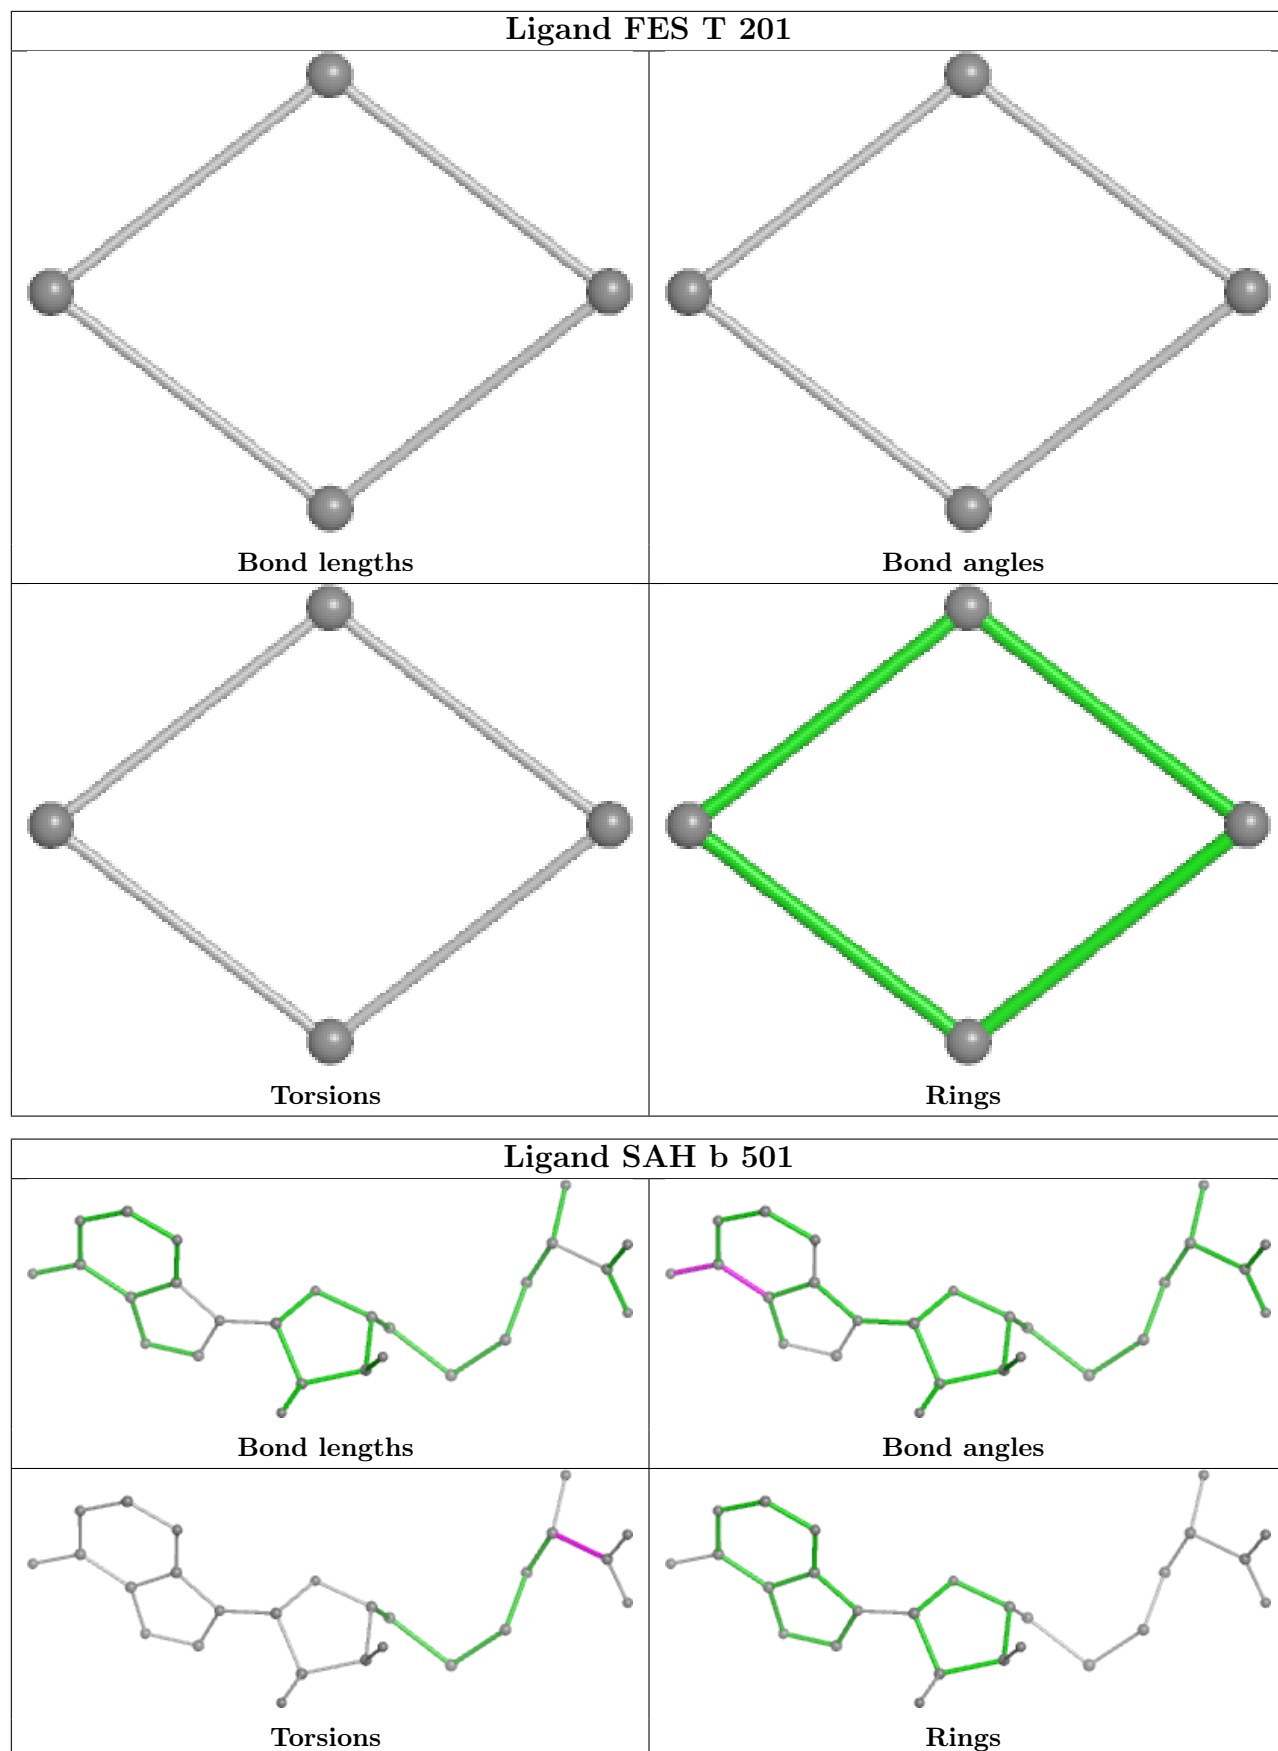 Ligand FES T 201
Bond lengths
Bond angles
Torsions
Rings
Ligand SAH b 501
Bond lengths
Bond angles
Torsions
Rings